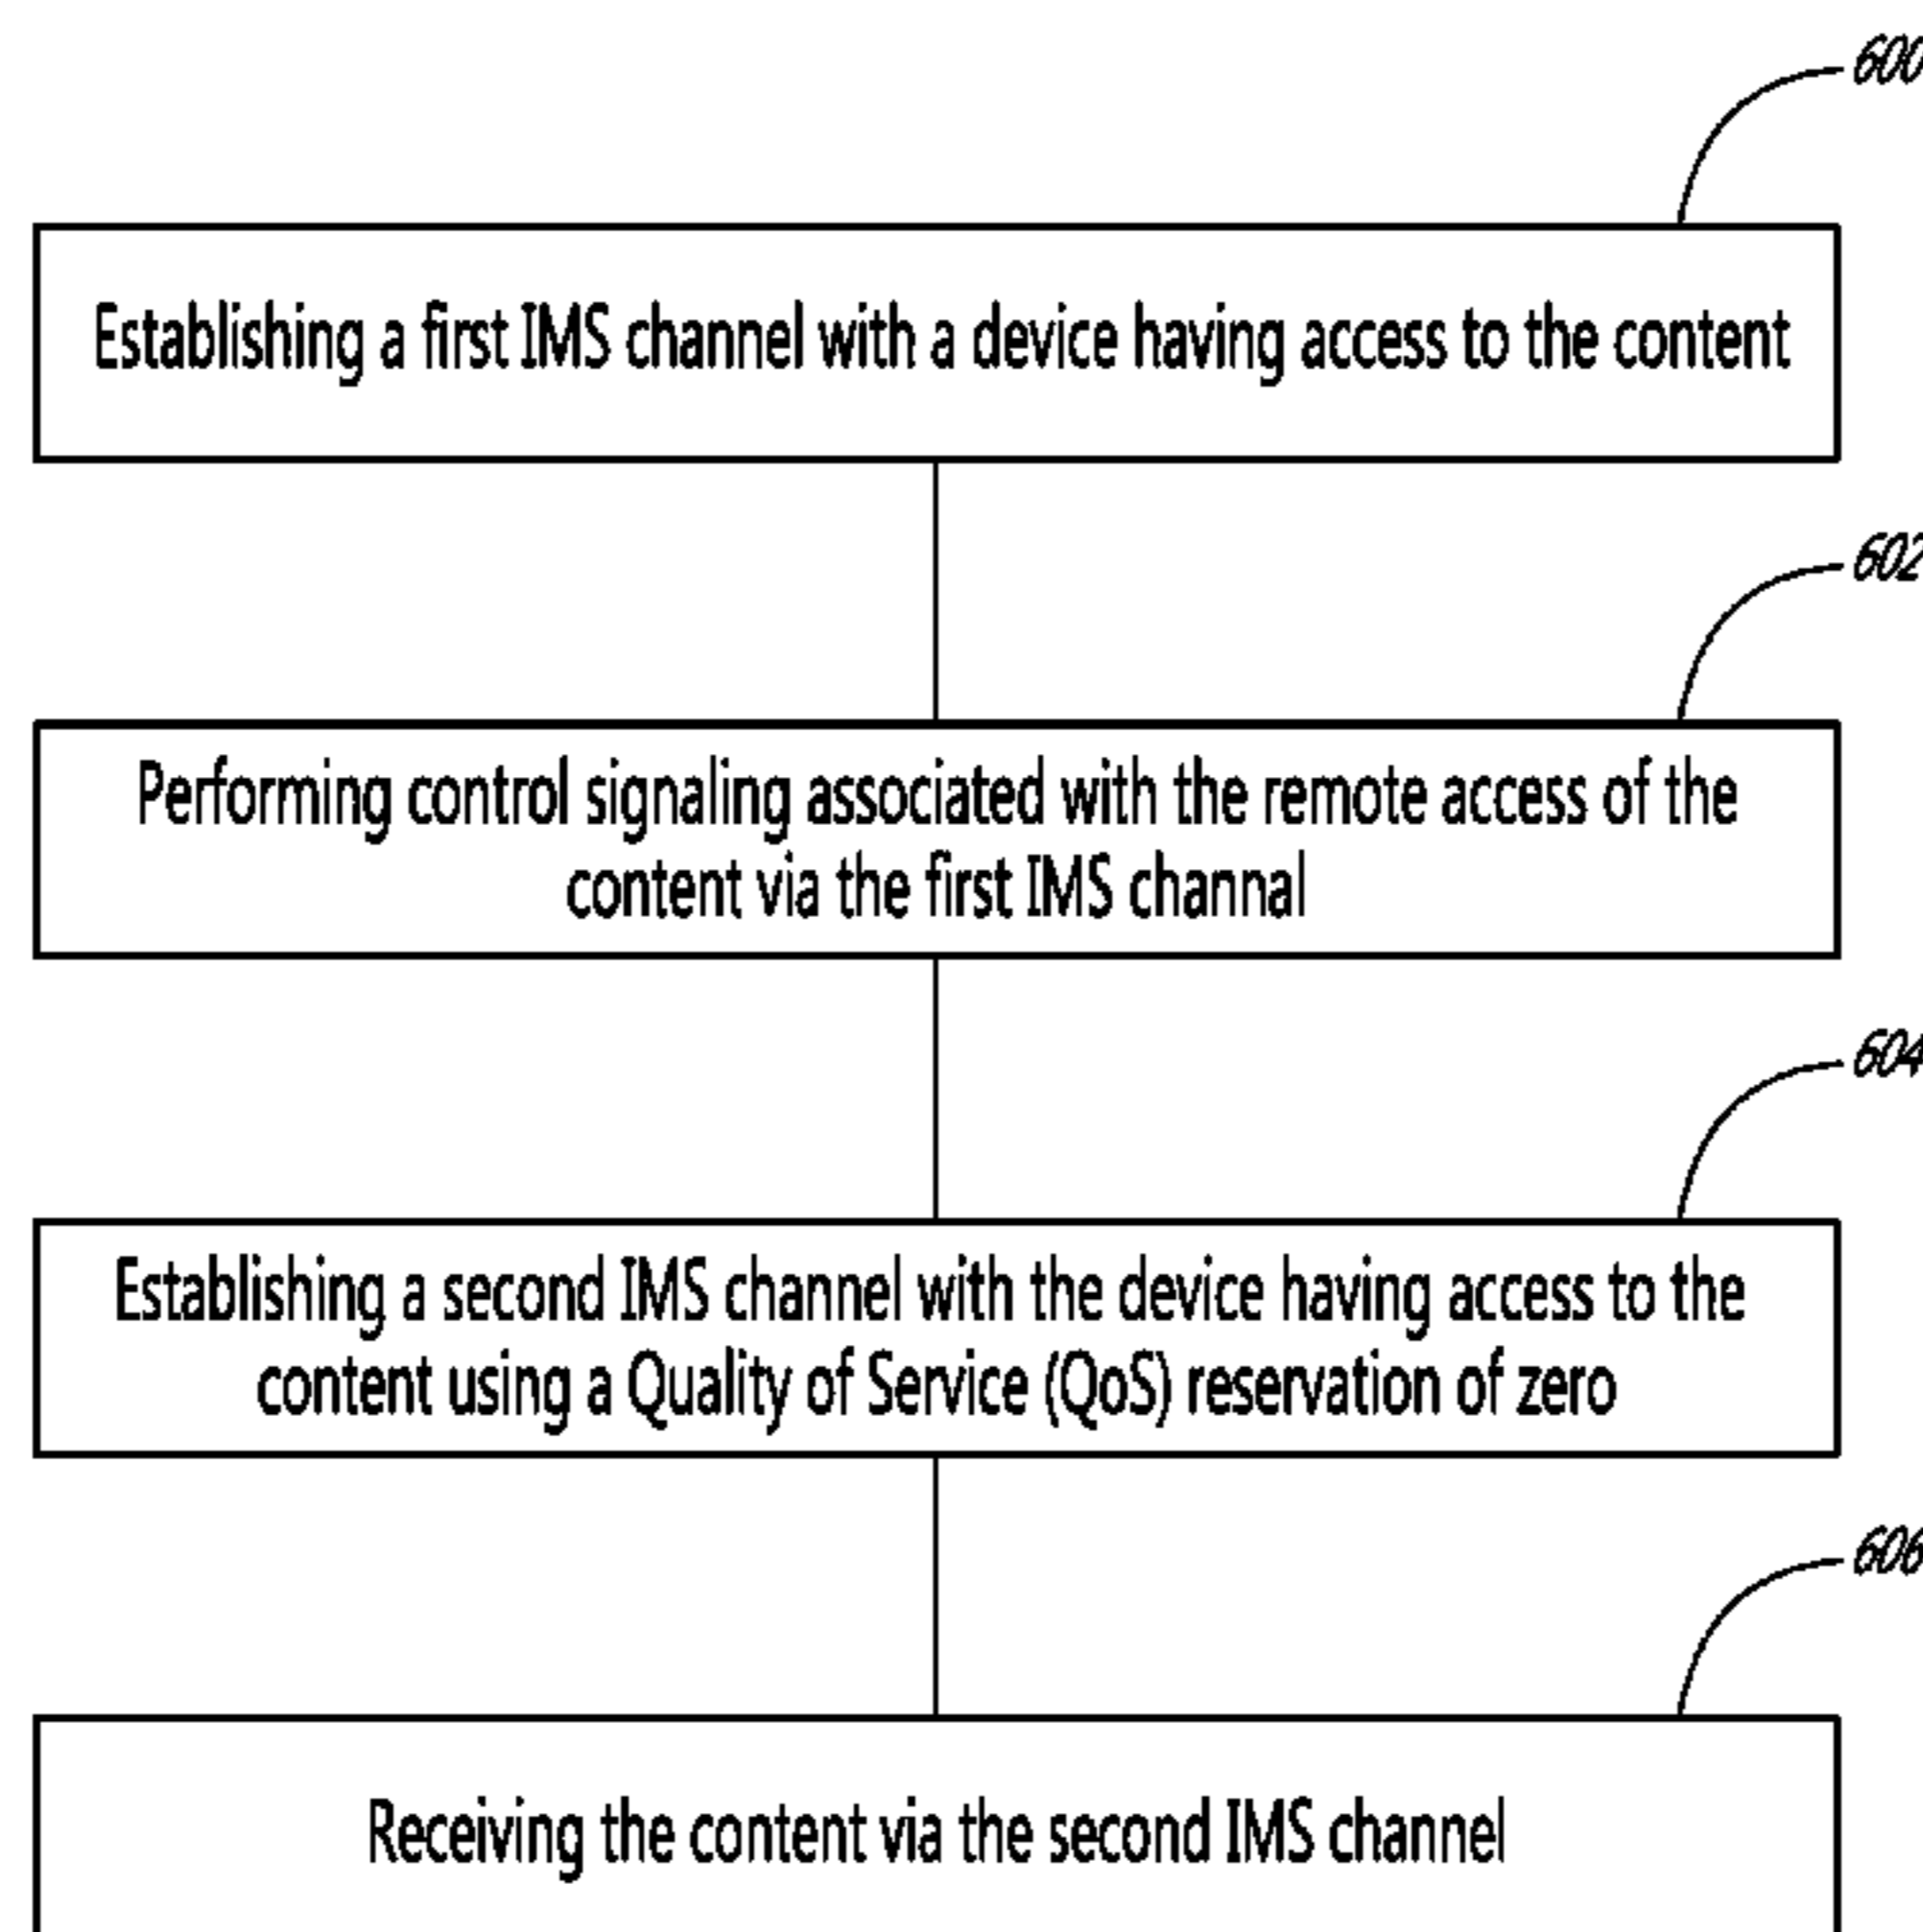 600
Establishing a first IMS channel with a device having access to the content
602
Performing control signaling associated with the remote access of the
content via the first IMS channal
604
Establishing a second IMS channel with the device having access to the
content using a Quality of Service (QoS) reservation of zero
606
Receiving the content via the second IMS channel